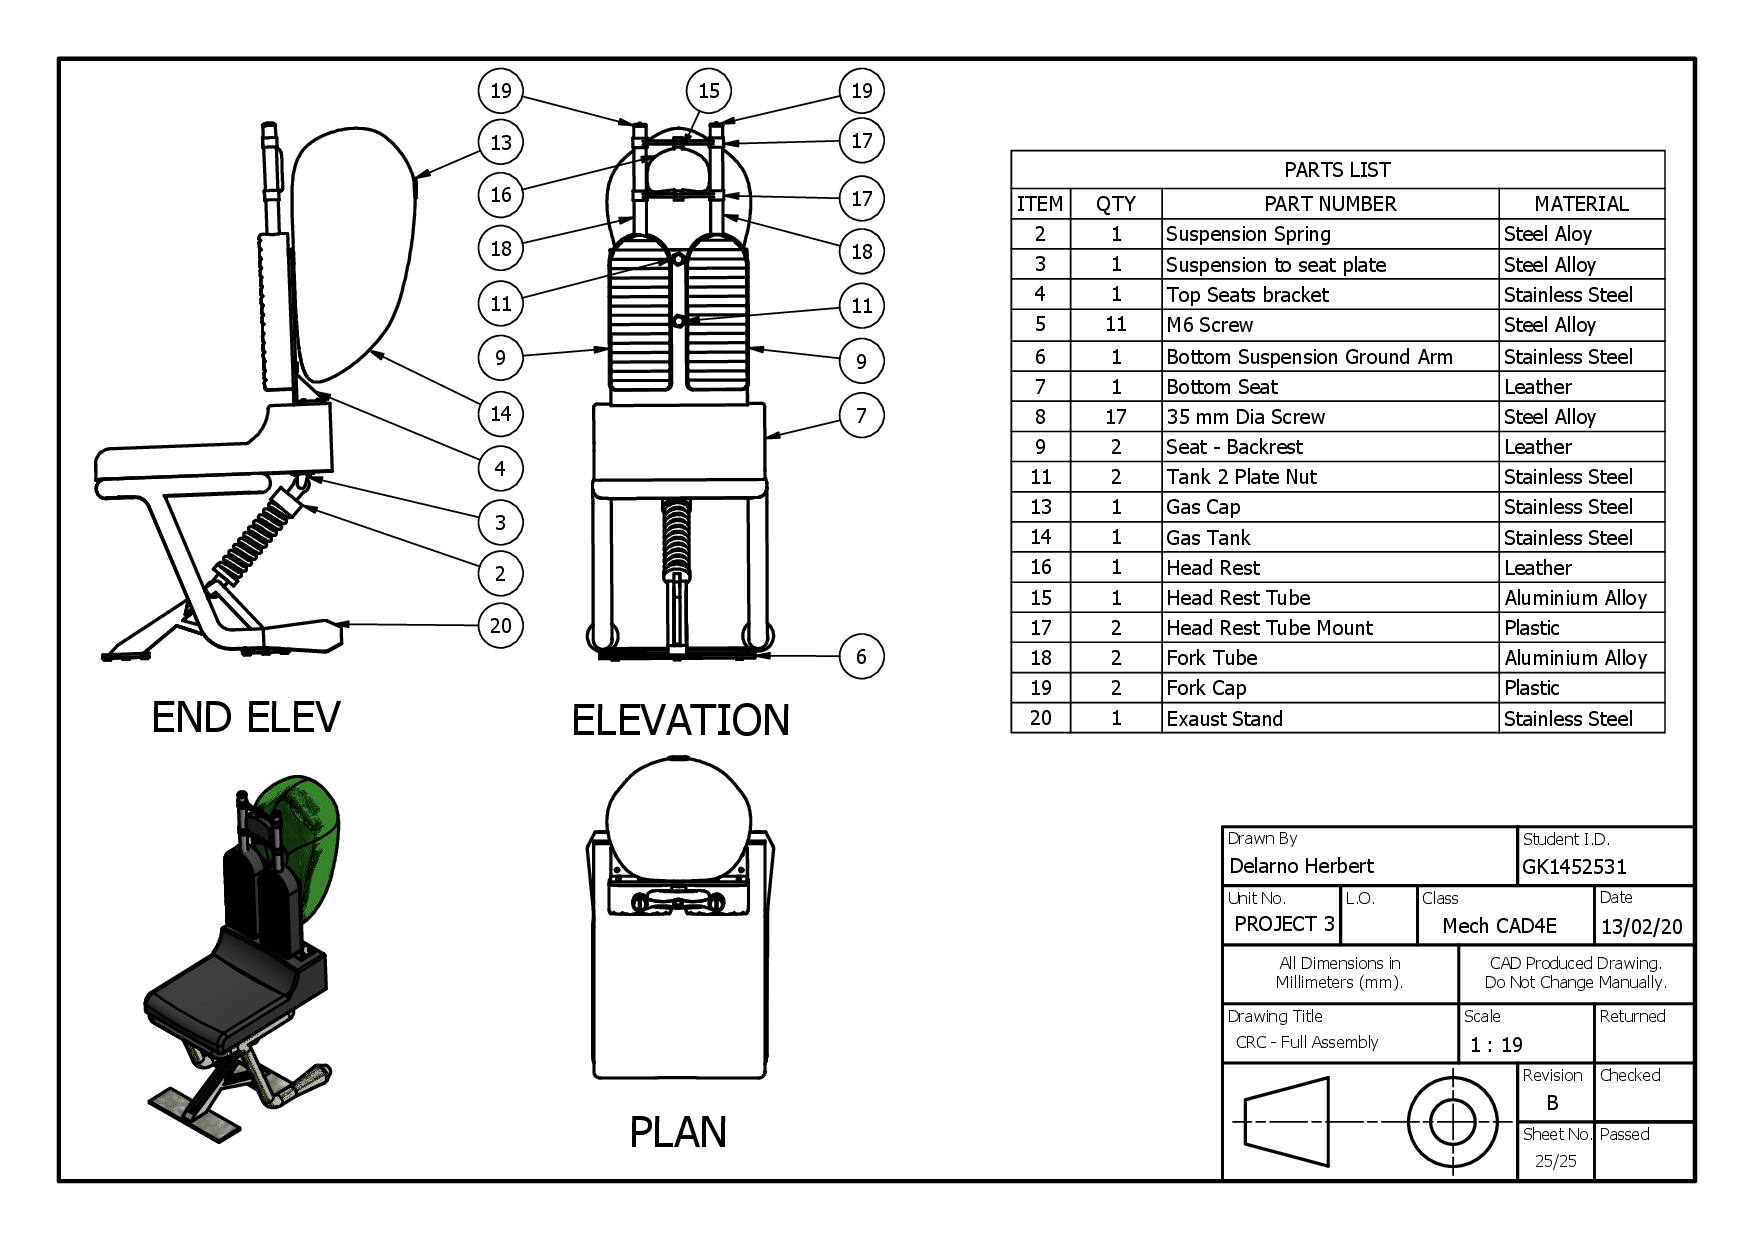 19
15
19
13
17
16
17
18
18
11
11
9
9
14
7
4
3
2
20
6
END ELEV
ELEVATION
PLAN
PARTS LIST
ITEM QTY PART NUMBER MATERIAL
2 1 Suspension Spring Steel Aloy
3 1 Suspension to seat plate Steel Alloy
4 1 Top Seats bracket Stainless Steel
5 11 M6 Screw Steel Alloy
6 1 Bottom Suspension Ground Arm Stainless Steel
7 1 Bottom Seat Leather
8 17 35 mm Dia Screw Steel Alloy
9 2 Seat - Backrest Leather
11 2 Tank 2 Plate Nut Stainless Steel
13 1 Gas Cap Stainless Steel
14 1 Gas Tank Stainless Steel
16 1 Head Rest Leather
15 1 Head Rest Tube Aluminium Alloy
17 2 Head Rest Tube Mount Plastic
18 2 Fork Tube Aluminium Alloy
19 2 Fork Cap Plastic
20 1 Exaust Stand Stainless Steel
Drawn By Student I.D.
Delarno Herbert GK1452531
Unit No. L.O. Class Date
PROJECT 3 Mech CAD4E 13/02/20
All Dimensions in CAD Produced Drawing.
Millimeters (mm). Do Not Change Manually.
Drawing Title Scale Returned
CRC - Full Assembly 1 : 19
Revision Checked
B
Sheet No. Passed
25/25